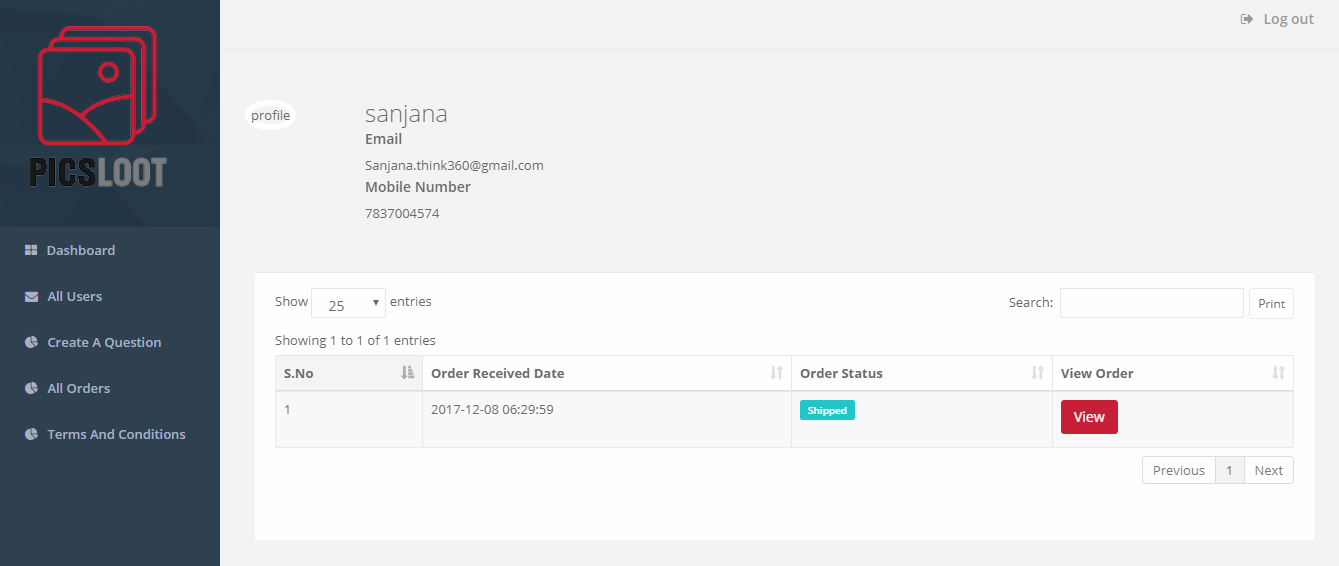 PICSLOOT
Dashboard
All Users
Create A Question
All Orders
Terms And Conditions
Log out
profile
sanjana
Email
Sanjana.think360@gmail.com
Mobile Number
7837004574
Show 25 entries
Search:
Print
Showing 1 to 1 of 1 entries
S.No Order Received Date Order Status View Order
1 2017-12-08 06:29:59 Shipped View
Previous 1 Next